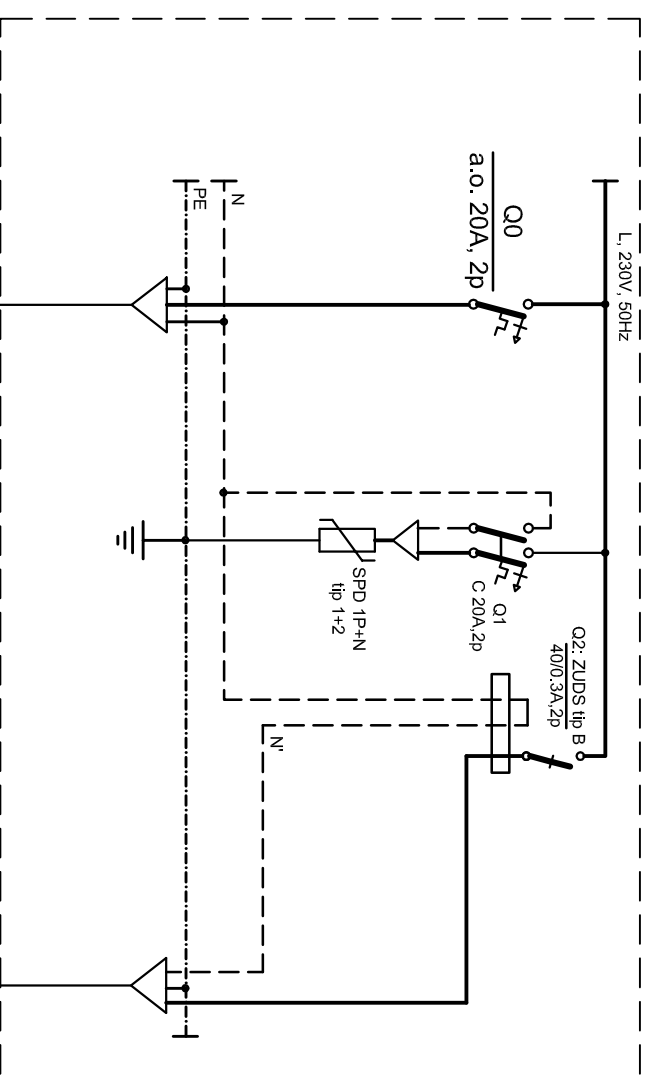 L, 230V, 50Hz
Q0
a.o. 20A, 2p
N
PE
Q1
C 20A,2p
SPD 1P+N
tip 1+2
Q2: ZUDS tip B
40/0.3A,2p
N'